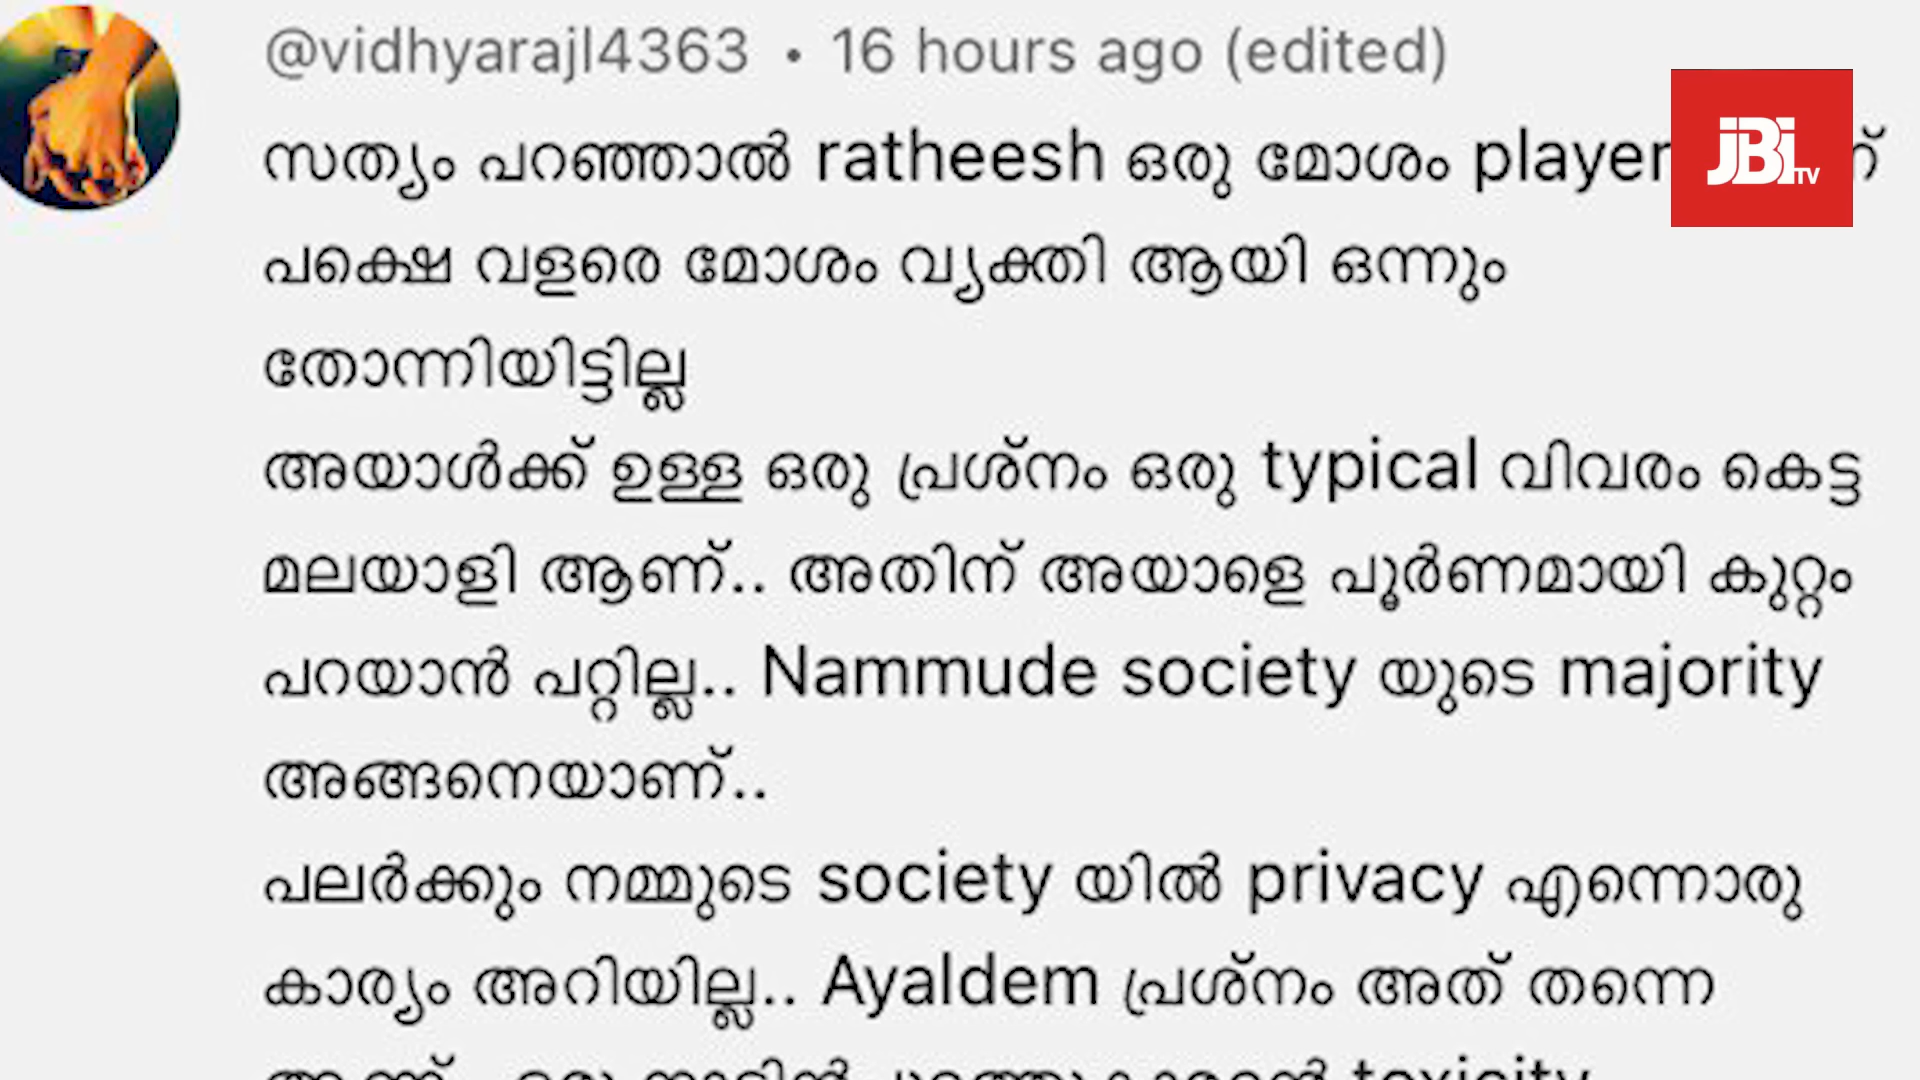 @vidhyarajl4363 • 16 hours ago (edited)
സത്യം പറഞ്ഞാൽ ratheesh ഒരു മോശം player
പക്ഷെ വളരെ മോശം വ്യക്തി ആയി ഒന്നും
തോന്നിയിട്ടില്ല
അയാൾക്ക് ഉള്ള ഒരു പ്രശ്നം ഒരു typical വിവരം കെട്ട
മലയാളി ആണ്.. അതിന് അയാളെ പൂർണമായി കുറ്റം
പറയാൻ പറ്റില്ല.. Nammude society യുടെ majority
അങ്ങനെയാണ്..
പലർക്കും നമ്മുടെ society യിൽ privacy എന്നൊരു
കാര്യം അറിയില്ല.. Ayaldem പ്രശ്നം അത് തന്നെ
toxicity
JBi TV